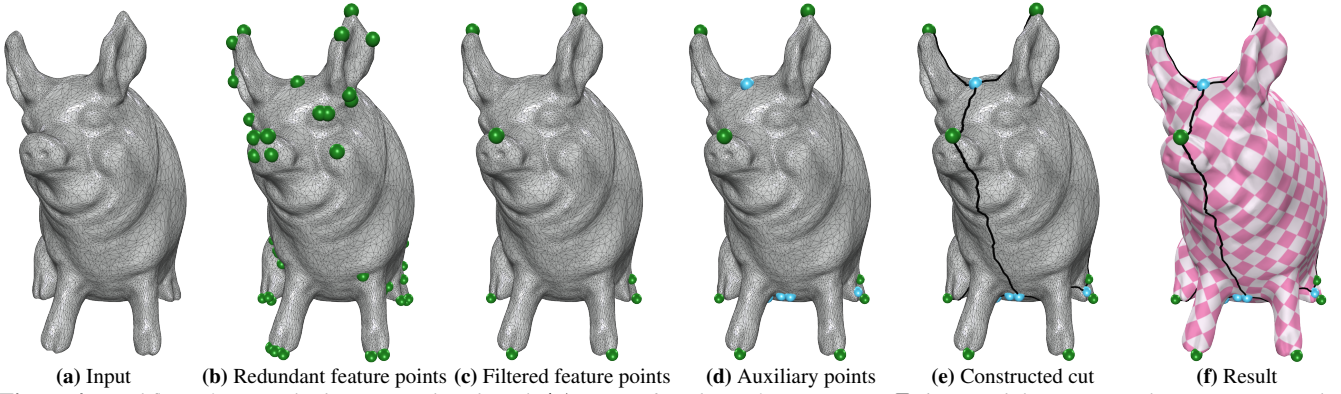 (a) Input
(b) Redundant feature points
(c) Filtered feature points
(d) Auxiliary points
(e) Constructed cut
(f) Result